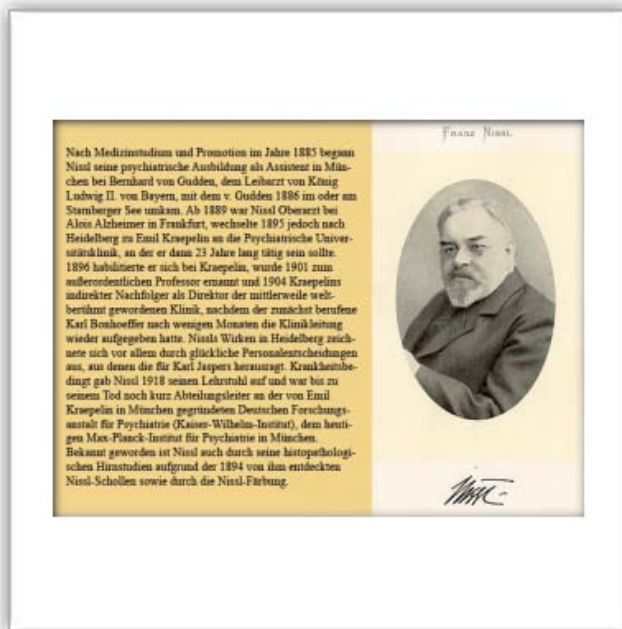 Nach Medizinstudium und Promotion im Jahre 1885 begann
Nissl seine psychiatrische Ausbildung als Assistent in Mün-
chen bei Bernhard von Gudden, dem Leibarzt von König
Ludwig II. von Bayern, mit dem v. Gudden 1886 im oder am
Starnberger See umkam. Ab 1889 war Nissl Oberarzt bei
Alois Alzheimer in Frankfurt, wechselte 1895 jedoch nach
Heidelberg zu Emil Kraepelin an die Psychiatrische Univer-
sitätsklinik, an der er dann 23 Jahre lang tätig sein sollte.
1896 habilitierte er sich bei Kraepelin, wurde 1901 zum
außerordentlichen Professor ernannt und 1904 Kraepelins
indirekter Nachfolger als Direktor der mittlerweile welt-
berühmt gewordenen Klinik, nachdem der zunächst berufene
Karl Bonhoeffer nach wenigen Monaten die Klinikleitung
wieder aufgegeben hatte. Nissls Wirken in Heidelberg zeich-
nete sich vor allem durch glückliche Personalentscheidungen
aus, aus denen die für Karl Jaspers herausragt. Krankheitsbe-
dingt gab Nissl 1918 seinen Lehrstuhl auf und war bis zu
seinem Tod noch kurz Abteilungsleiter an der von Emil
Kraepelin in München gegründeten Deutschen Forschungs-
anstalt für Psychiatrie (Kaiser-Wilhelm-Institut), dem heuti-
gen Max-Planck-Institut für Psychiatrie in München.
Bekannt geworden ist Nissl auch durch seine histopathologi-
schen Hirnstudien aufgrund der 1894 von ihm entdeckten
Nissl-Schollen sowie durch die Nissl-Färbung.
Franz Nissl.
Nissl